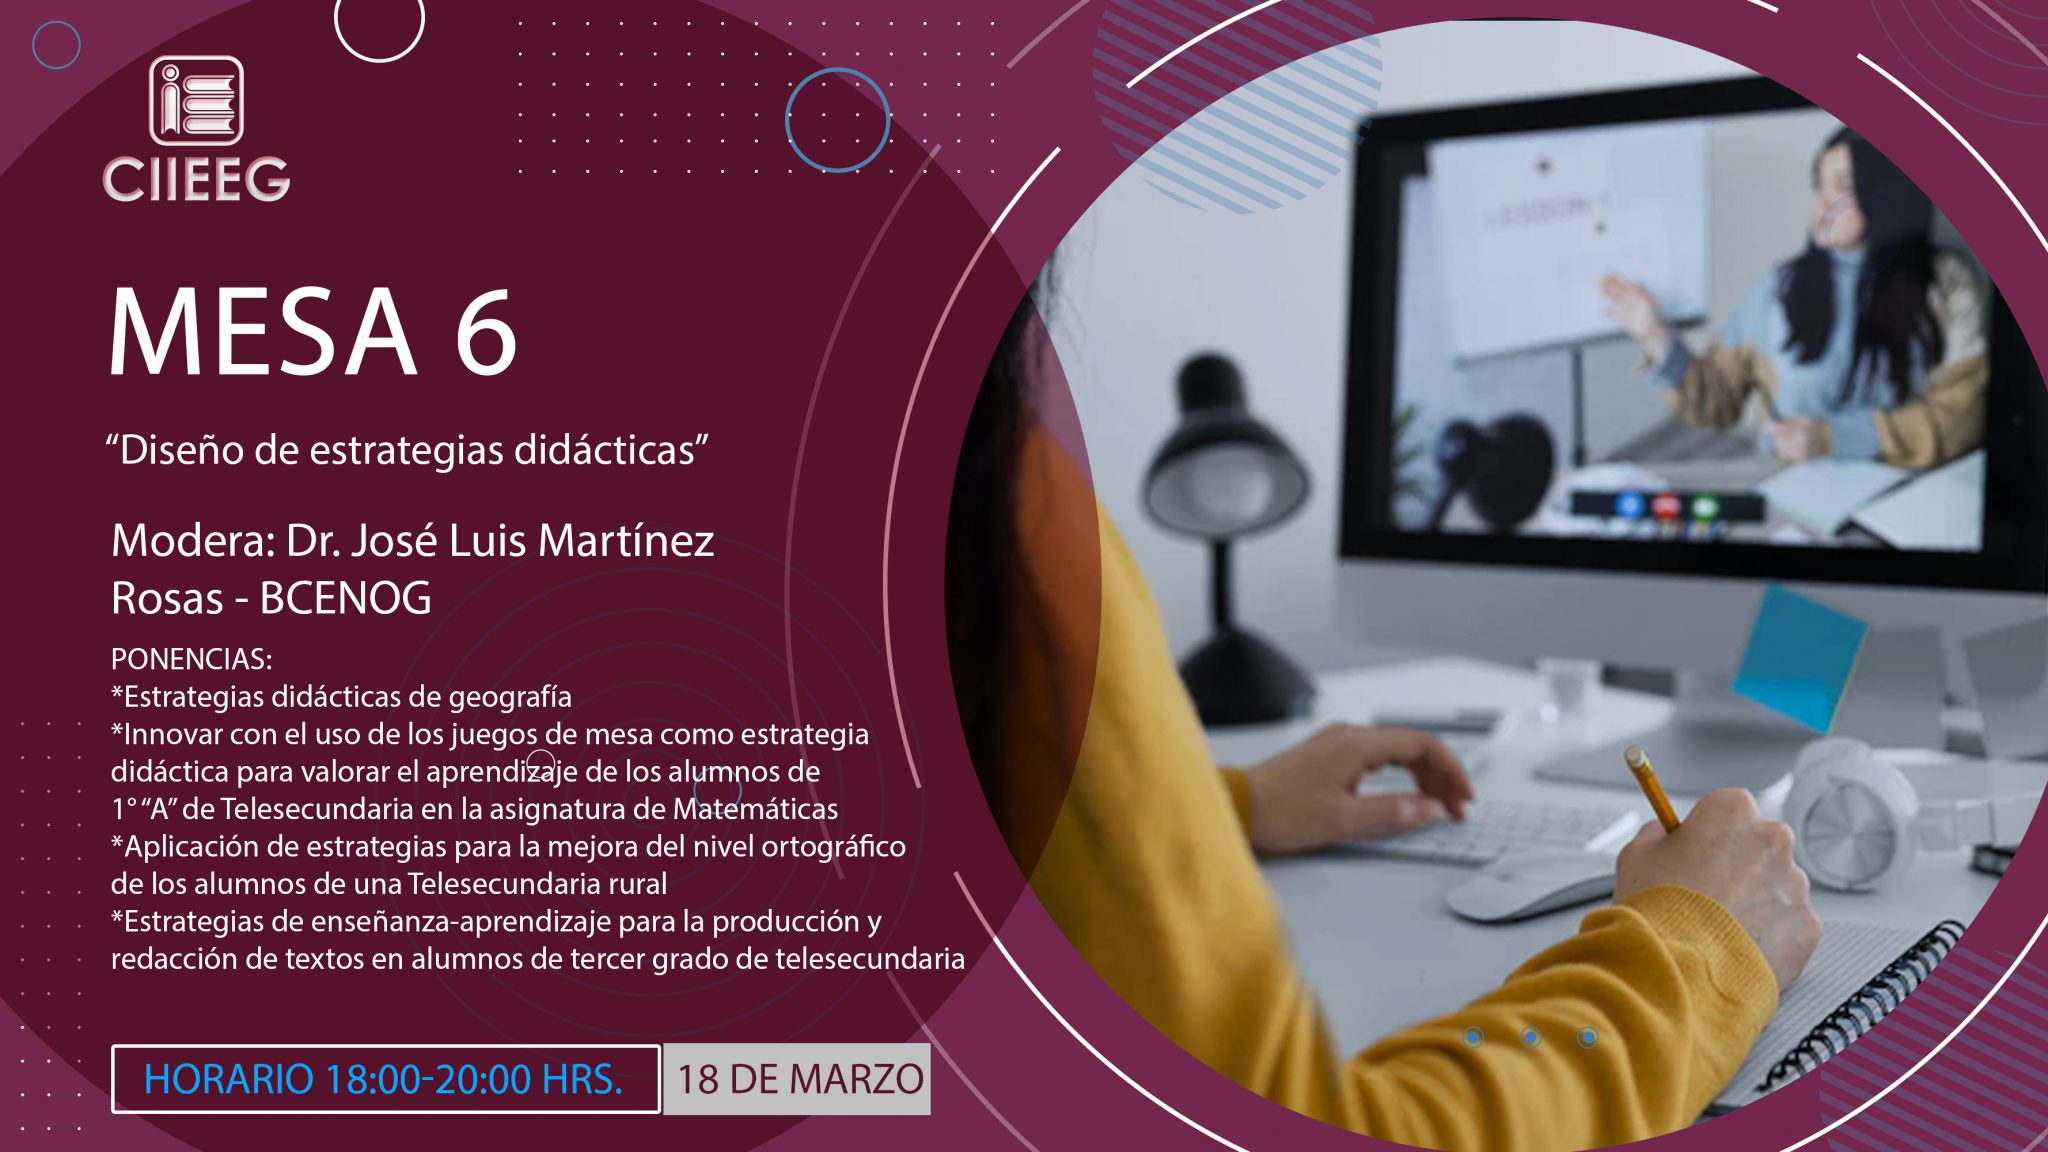 CIIEEG
MESA 6
“Diseño de estrategias didácticas”
Modera: Dr. José Luis Martínez
Rosas - BCENOG
PONENCIAS:
*Estrategias didácticas de geografía
*Innovar con el uso de los juegos de mesa como estrategia
didáctica para valorar el aprendizaje de los alumnos de
1° “A” de Telesecundaria en la asignatura de Matemáticas
*Aplicación de estrategias para la mejora del nivel ortográfico
de los alumnos de una Telesecundaria rural
*Estrategias de enseñanza-aprendizaje para la producción y
redacción de textos en alumnos de tercer grado de telesecundaria
HORARIO 18:00-20:00 HRS.
18 DE MARZO